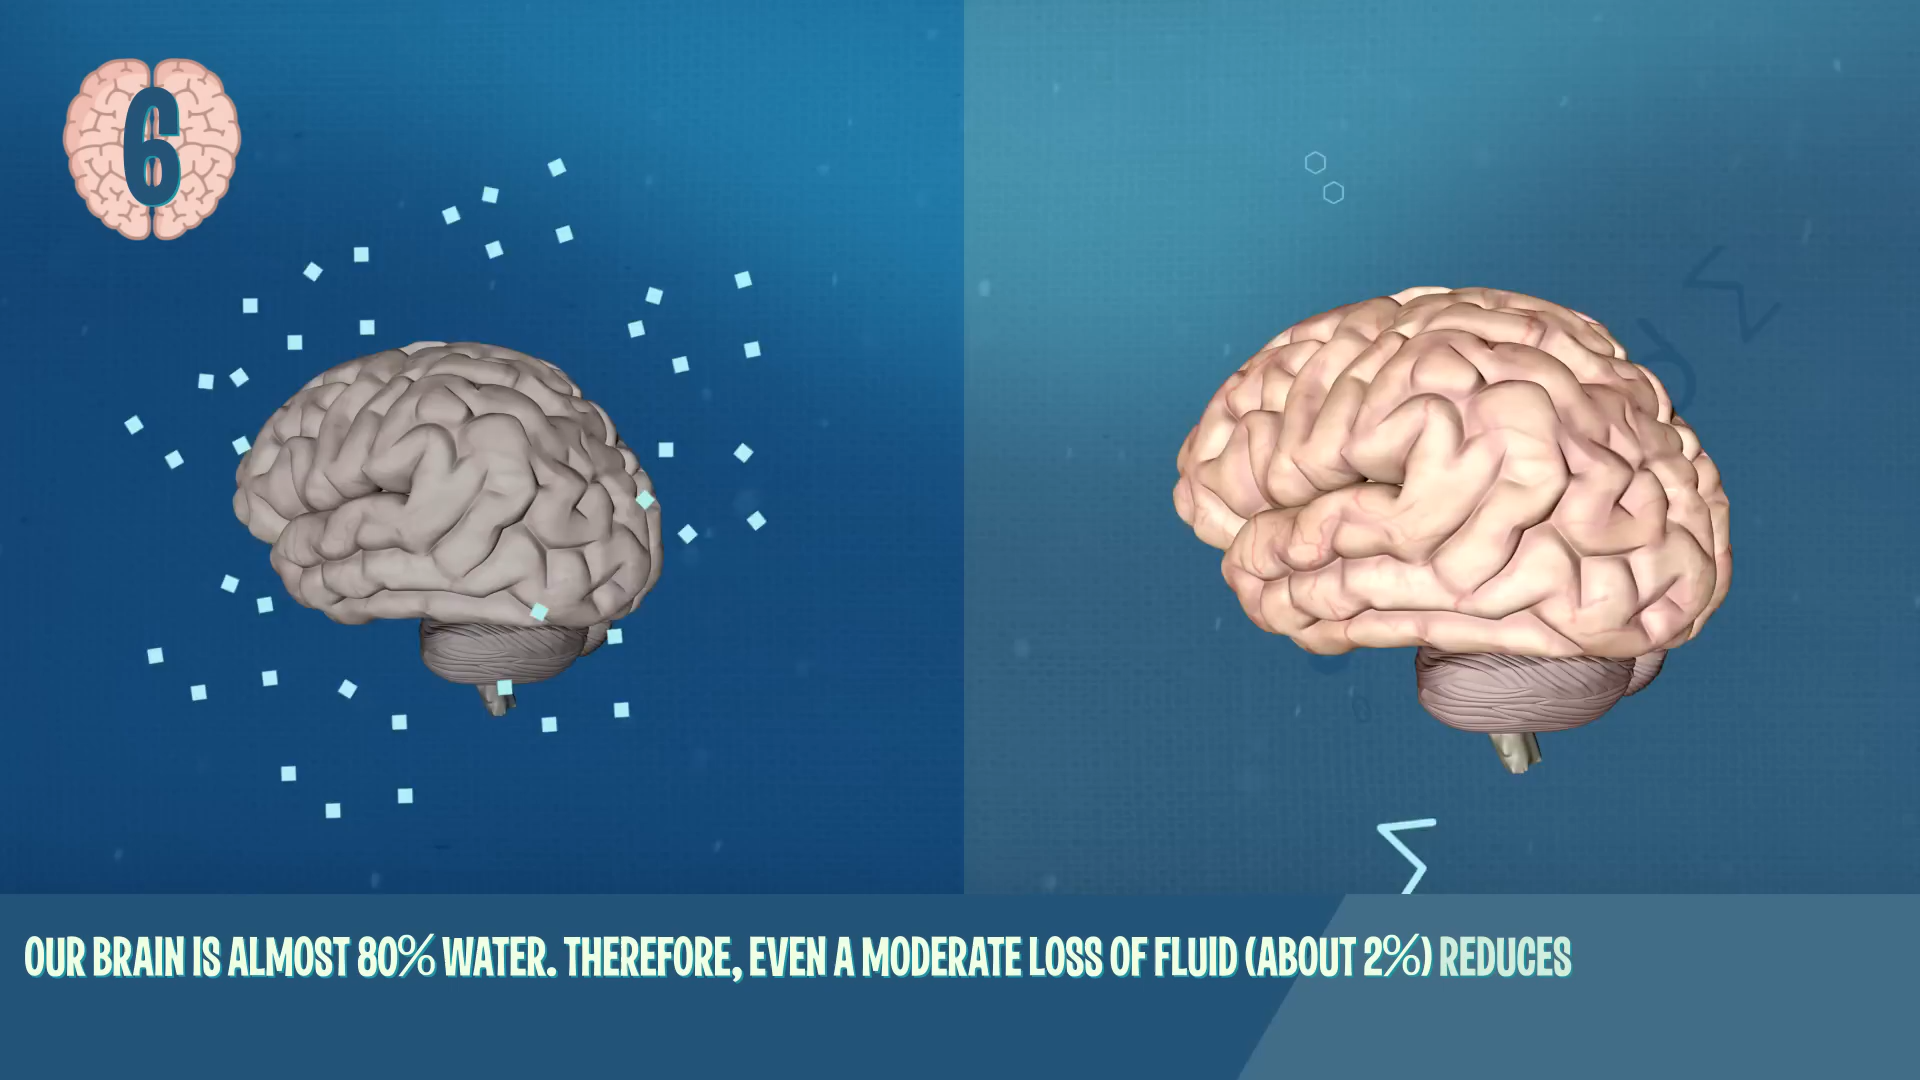 6
OUR BRAIN IS ALMOST 80% WATER. THEREFORE, EVEN A MODERATE LOSS OF FLUID (ABOUT 2%) REDUCES